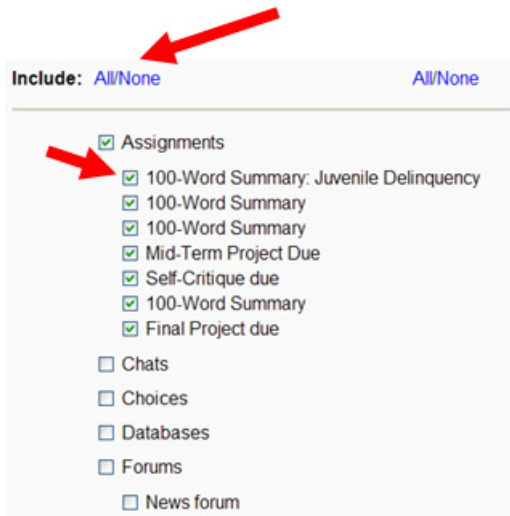 Include: All/None All/None
Assignments
100-Word Summary: Juvenile Delinquency
100-Word Summary
100-Word Summary
Mid-Term Project Due
Self-Critique due
100-Word Summary
Final Project due
Chats
Choices
Databases
Forums
News forum